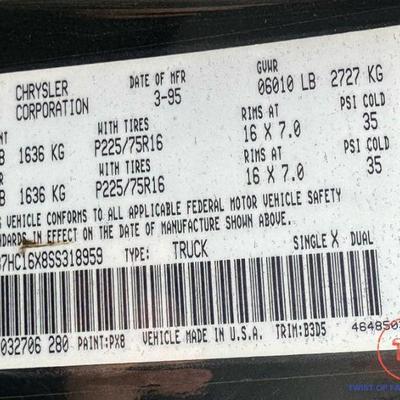 CHRYSLER CORPORATION
DATE OF MFR 3-95
GVWR 06010 LB 2727 KG
WITH TIRES RIMS AT PSI COLD
1636 KG P225/75R16 16 X 7.0 35
WITH TIRES RIMS AT PSI COLD
1636 KG P225/75R16 16 X 7.0 35
VEHICLE CONFORMS TO ALL APPLICABLE FEDERAL MOTOR VEHICLE SAFETY
IN EFFECT ON THE DATE OF MANUFACTURE SHOWN ABOVE.
7HC16X8SS318959 TYPE: TRUCK SINGLE X DUAL
032706 280 PAINT: PX8 VEHICLE MADE IN U.S.A. TRIM: B3D5 4648503